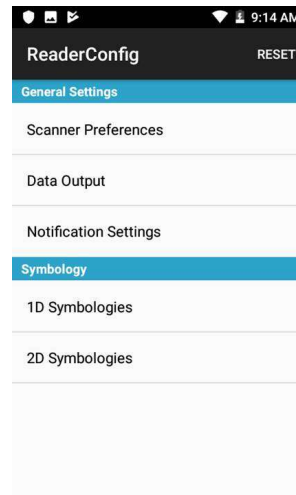 9:14 AM
ReaderConfig RESET
General Settings
Scanner Preferences
Data Output
Notification Settings
Symbology
1D Symbologies
2D Symbologies